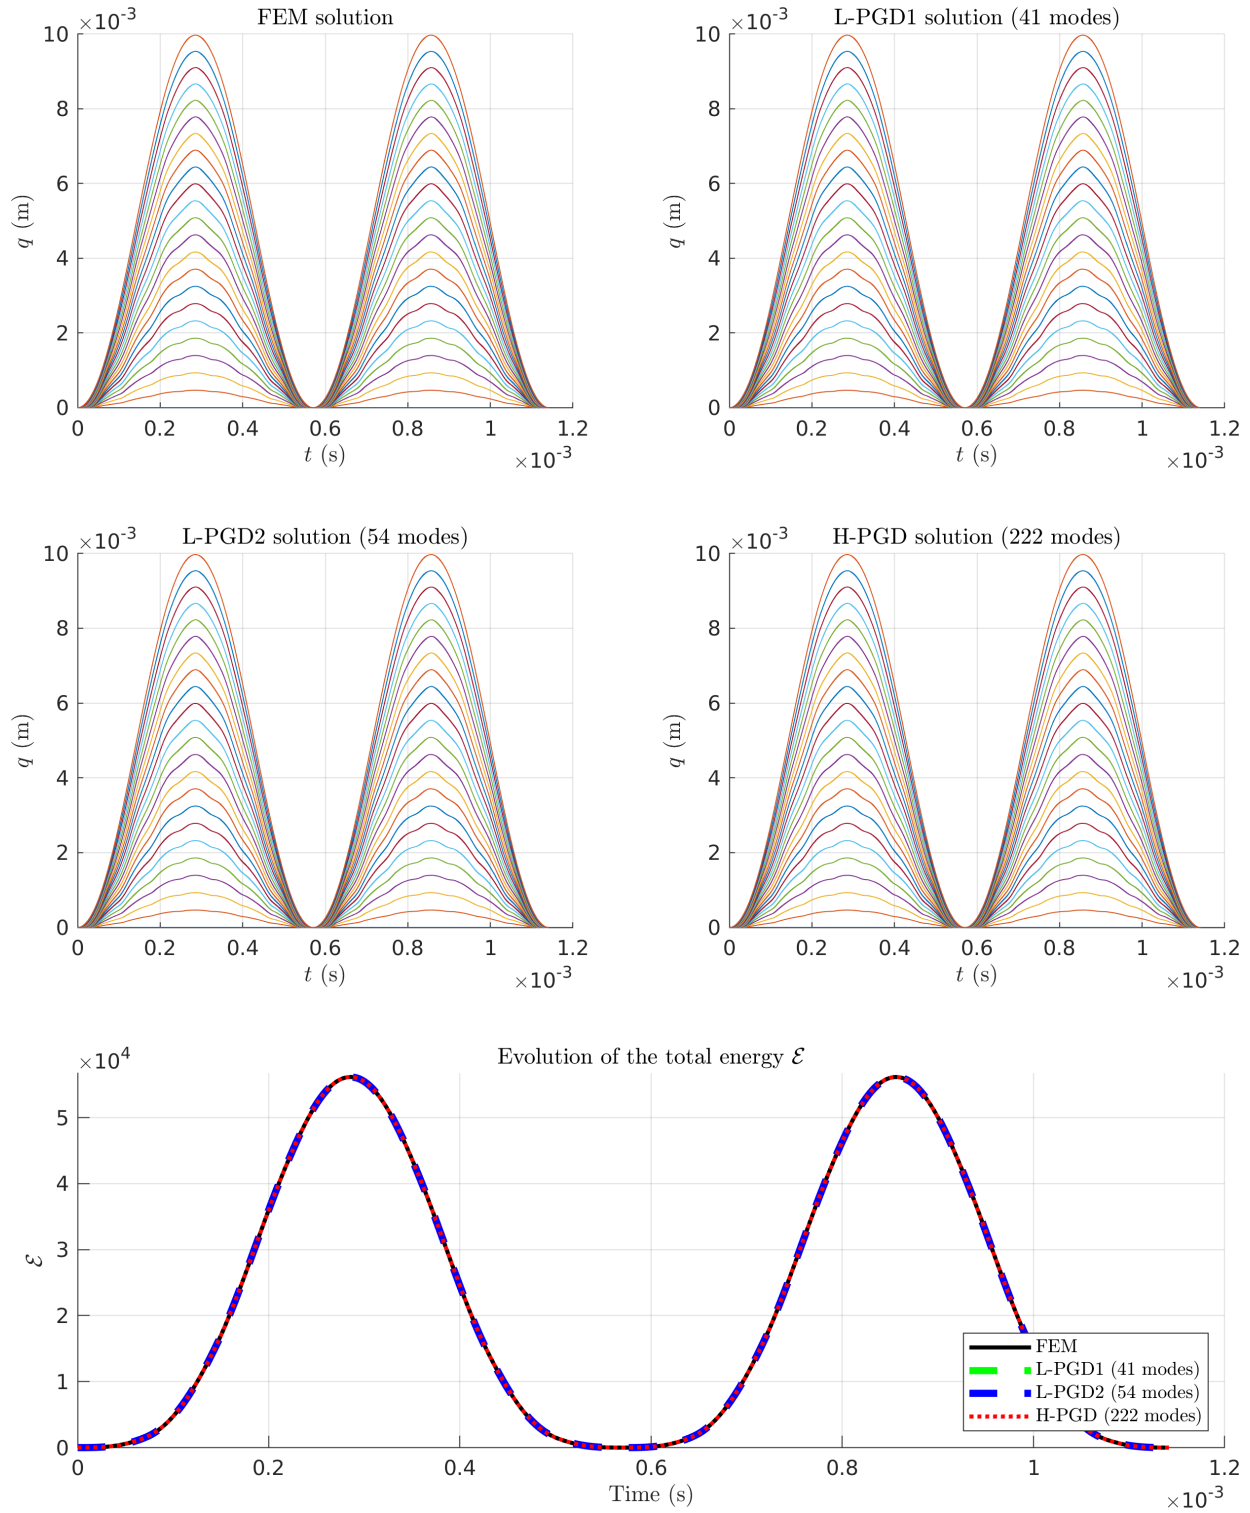 FEM solution
×10-3
10
8
6
4
2
0
q (m)
0 0.2 0.4 0.6 0.8 1 1.2
t (s)
×10-3
L-PGD1 solution (41 modes)
×10-3
10
8
6
4
2
0
q (m)
0 0.2 0.4 0.6 0.8 1 1.2
t (s)
×10-3
L-PGD2 solution (54 modes)
×10-3
10
8
6
4
2
0
q (m)
0 0.2 0.4 0.6 0.8 1 1.2
t (s)
×10-3
H-PGD solution (222 modes)
×10-3
10
8
6
4
2
0
q (m)
0 0.2 0.4 0.6 0.8 1 1.2
t (s)
×10-3
Evolution of the total energy ℰ
×104
5
4
3
2
1
0
ℰ
FEM
L-PGD1 (41 modes)
L-PGD2 (54 modes)
H-PGD (222 modes)
0 0.2 0.4 0.6 0.8 1 1.2
Time (s)
×10-3